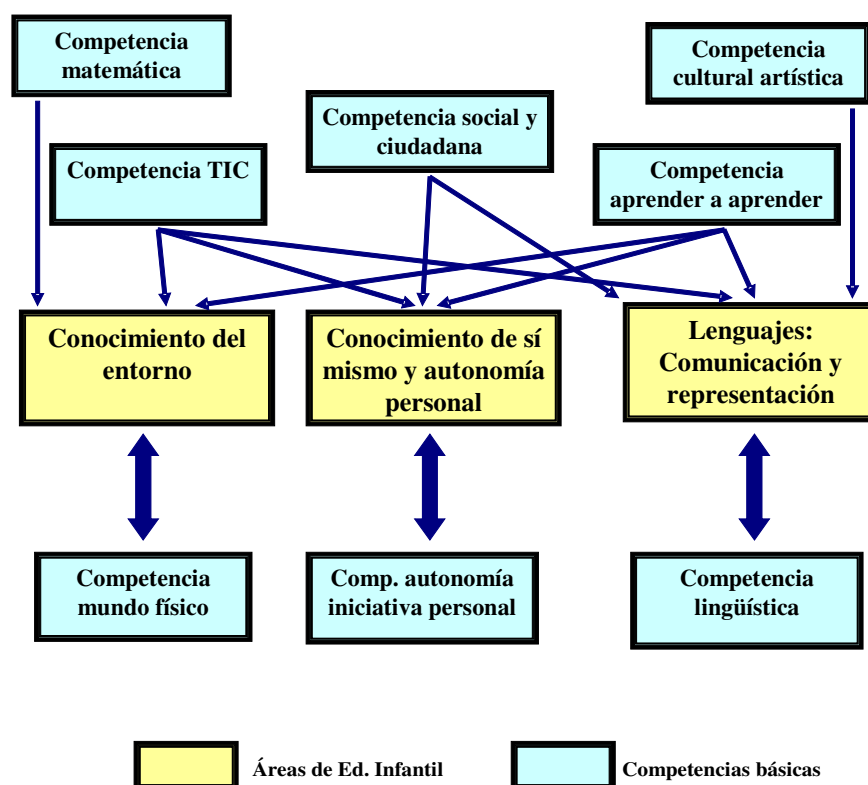 Competencia
matemática
Competencia
cultural artística
Competencia social y
ciudadana
Competencia TIC
Competencia
aprender a aprender
Conocimiento del
entorno
Conocimiento de sí
mismo y autonomía
personal
Lenguajes:
Comunicación y
representación
Competencia
mundo físico
Comp. autonomía
iniciativa personal
Competencia
lingüística
Áreas de Ed. Infantil
Competencias básicas